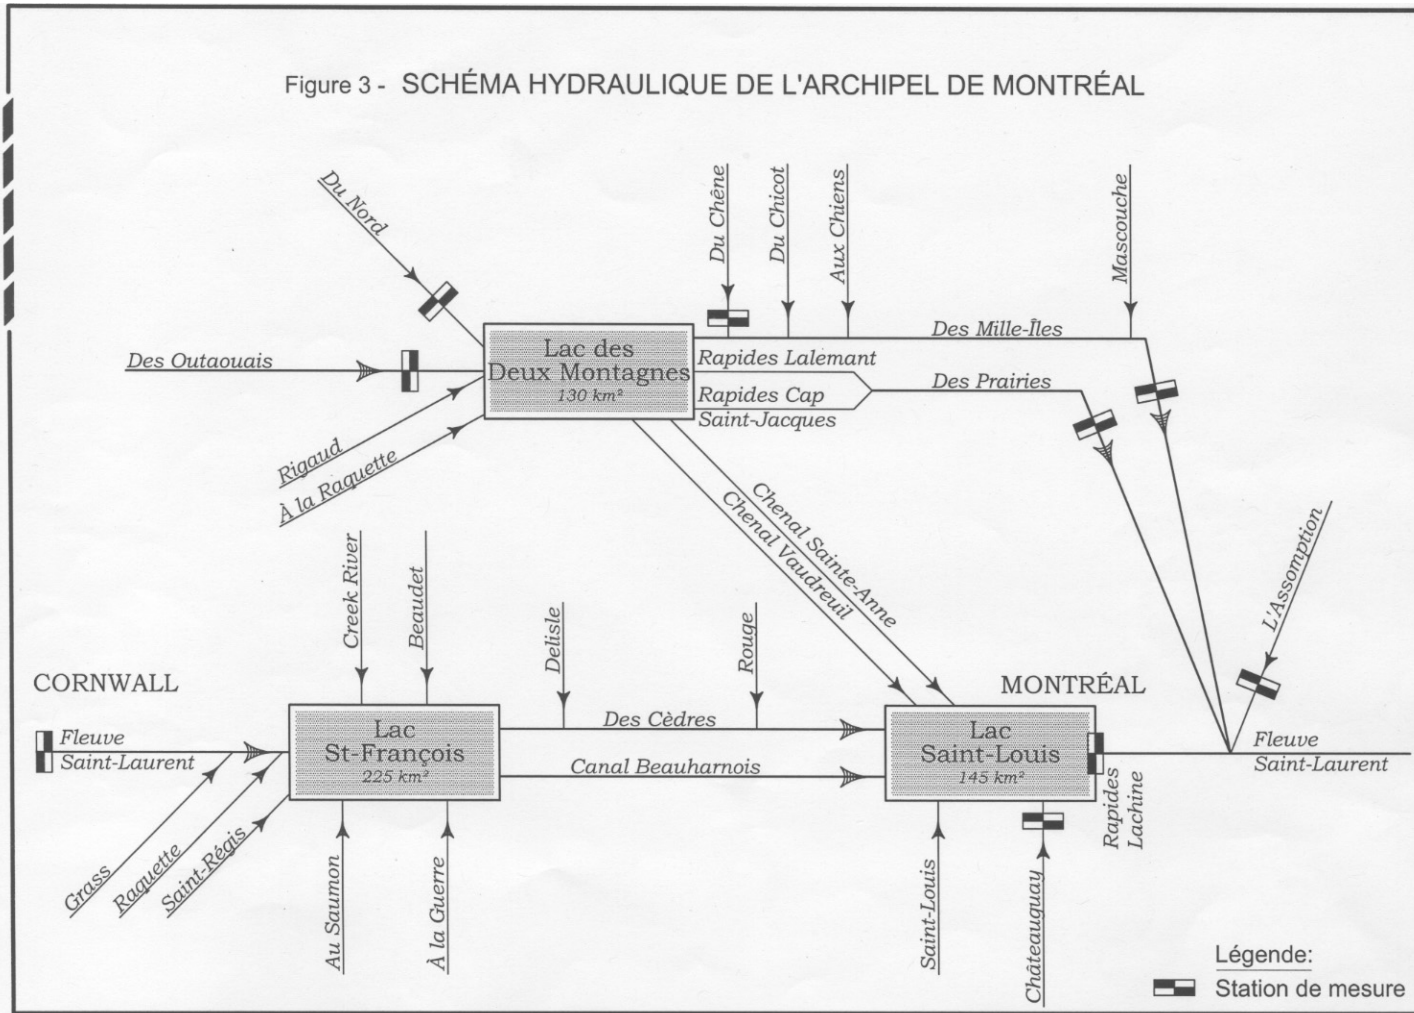 Figure 3 - SCHÉMA HYDRAULIQUE DE L'ARCHIPEL DE MONTRÉAL
Du Nord
Du Chêne
Du Chicot
Aux Chiens
Mascouche
Des Outaouais
Lac des
Deux Montagnes
130 km²
Des Mille-Îles
Rapides Lalemant
Rapides Cap
Saint-Jacques
Des Prairies
Rigaud
À la Raquette
Chenal Sainte-Anne
Chenal Vaudreuil
L'Assomption
Creek River
Beaudet
Delisle
Rouge
CORNWALL
MONTRÉAL
Fleuve
Saint-Laurent
Lac
St-François
225 km²
Des Cèdres
Canal Beauharnois
Lac
Saint-Louis
145 km²
Rapides
Lachine
Fleuve
Saint-Laurent
Grass
Raquette
Saint-Régis
Au Saumon
À la Guerre
Saint-Louis
Châteauguay
Légende:
Station de mesure